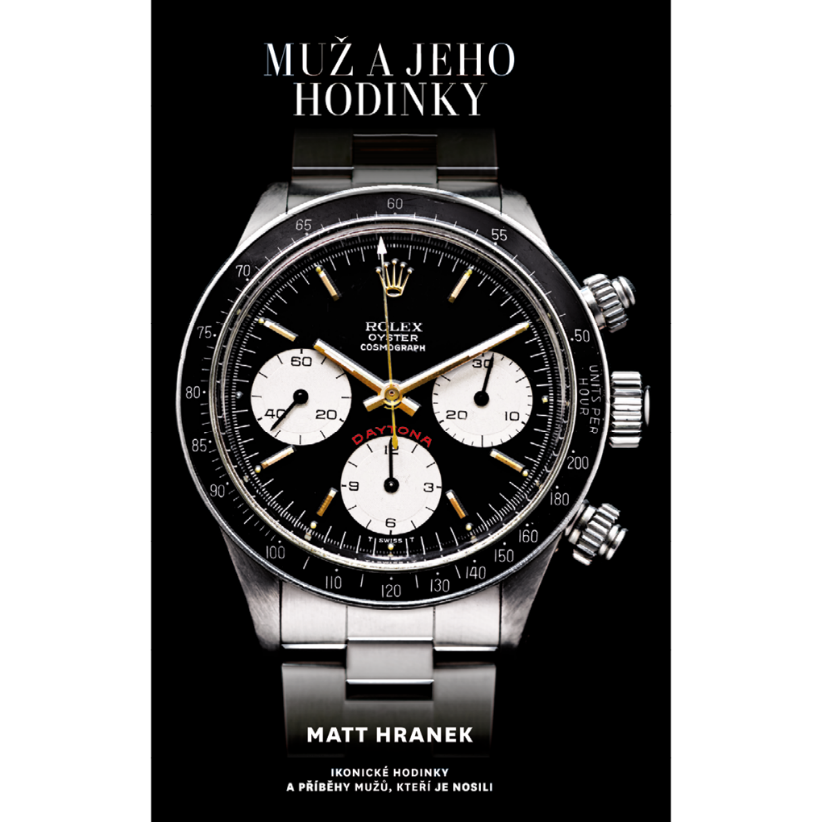 MUŽ A JEHO
HODINKY
60
55
65
70
75
80
85
90
100
110
120
130
140
150
160
180
200
50
UNITS PER
HOUR
ROLEX
OYSTER
COSMOGRAPH
60
40
20
30
20
10
DAYTONA
12
9
3
6
T SWISS T
MATT HRANEK
IKONICKÉ HODINKY
A PŘÍBĚHY MUŽŮ, KTEŘÍ JE NOSILI